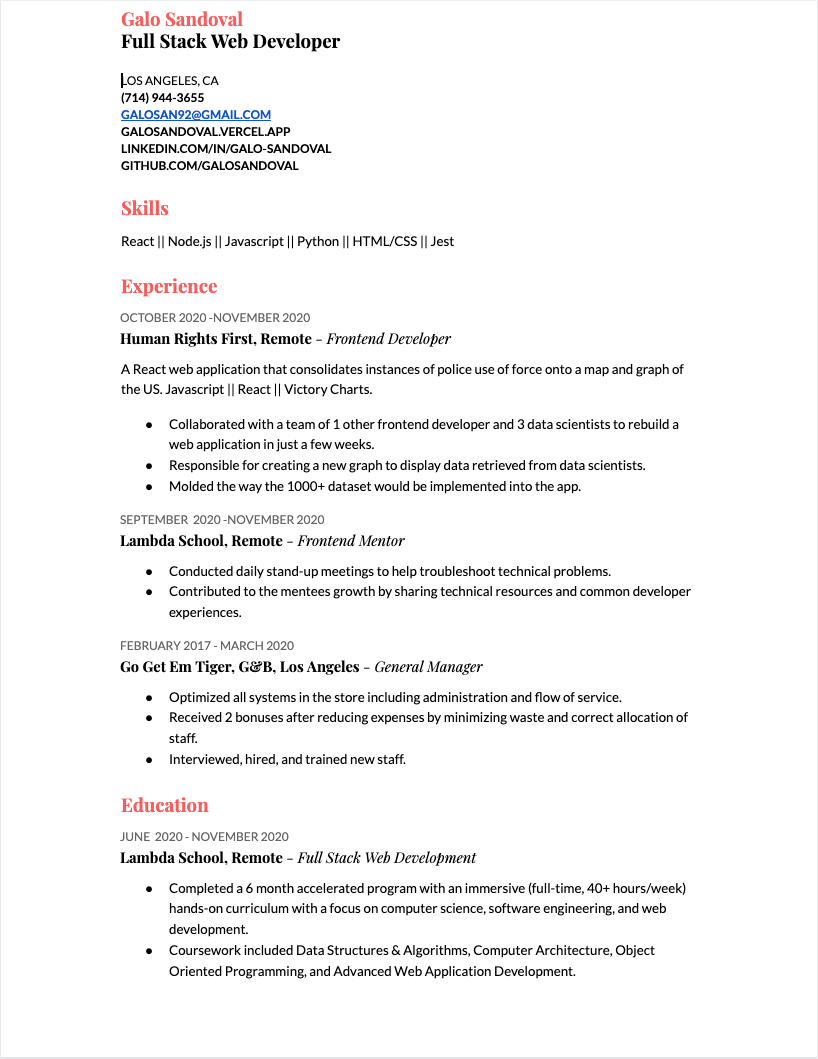 Galo Sandoval
Full Stack Web Developer
LOS ANGELES, CA
(714) 944-3655
GALOSAN92@GMAIL.COM
GALOSANDOVAL.VERCEL.APP
LINKEDIN.COM/IN/GALO-SANDOVAL
GITHUB.COM/GALOSANDOVAL
Skills
React || Node.js || Javascript || Python || HTML/CSS || Jest
Experience
OCTOBER 2020 -NOVEMBER 2020
Human Rights First, Remote – Frontend Developer
A React web application that consolidates instances of police use of force onto a map and graph of
the US. Javascript || React || Victory Charts.
● Collaborated with a team of 1 other frontend developer and 3 data scientists to rebuild a
web application in just a few weeks.
● Responsible for creating a new graph to display data retrieved from data scientists.
● Molded the way the 1000+ dataset would be implemented into the app.
SEPTEMBER  2020 -NOVEMBER 2020
Lambda School, Remote – Frontend Mentor
● Conducted daily stand-up meetings to help troubleshoot technical problems.
● Contributed to the mentees growth by sharing technical resources and common developer
experiences.
FEBRUARY 2017 - MARCH 2020
Go Get Em Tiger, G&B, Los Angeles – General Manager
● Optimized all systems in the store including administration and flow of service.
● Received 2 bonuses after reducing expenses by minimizing waste and correct allocation of
staff.
● Interviewed, hired, and trained new staff.
Education
JUNE  2020 - NOVEMBER 2020
Lambda School, Remote – Full Stack Web Development
● Completed a 6 month accelerated program with an immersive (full-time, 40+ hours/week)
hands-on curriculum with a focus on computer science, software engineering, and web
development.
● Coursework included Data Structures & Algorithms, Computer Architecture, Object
Oriented Programming, and Advanced Web Application Development.